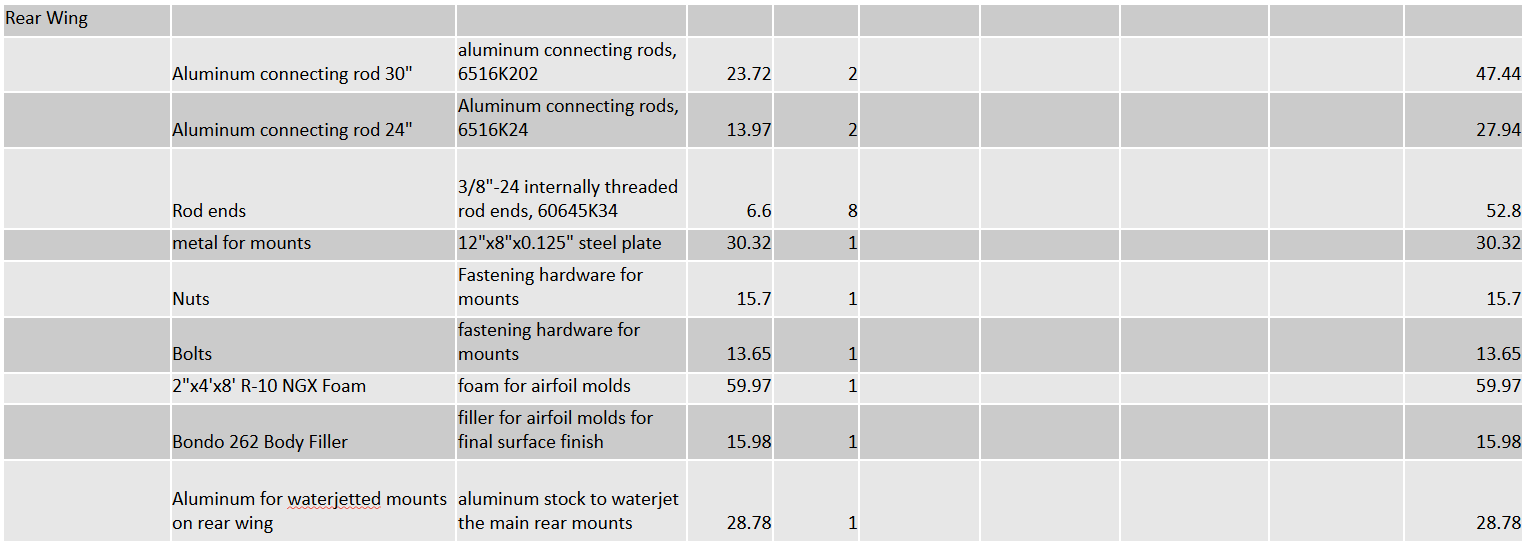 Rear Wing
Aluminum connecting rod 30" aluminum connecting rods,
6516K202 23.72 2 47.44
Aluminum connecting rod 24" Aluminum connecting rods,
6516K24 13.97 2 27.94
Rod ends 3/8"-24 internally threaded
rod ends, 60645K34 6.6 8 52.8
metal for mounts 12"x8"x0.125" steel plate 30.32 1 30.32
Nuts Fastening hardware for
mounts 15.7 1 15.7
Bolts fastening hardware for
mounts 13.65 1 13.65
2"x4'x8' R-10 NGX Foam foam for airfoil molds 59.97 1 59.97
Bondo 262 Body Filler filler for airfoil molds for
final surface finish 15.98 1 15.98
Aluminum for waterjetted mounts
on rear wing aluminum stock to waterjet
the main rear mounts 28.78 1 28.78